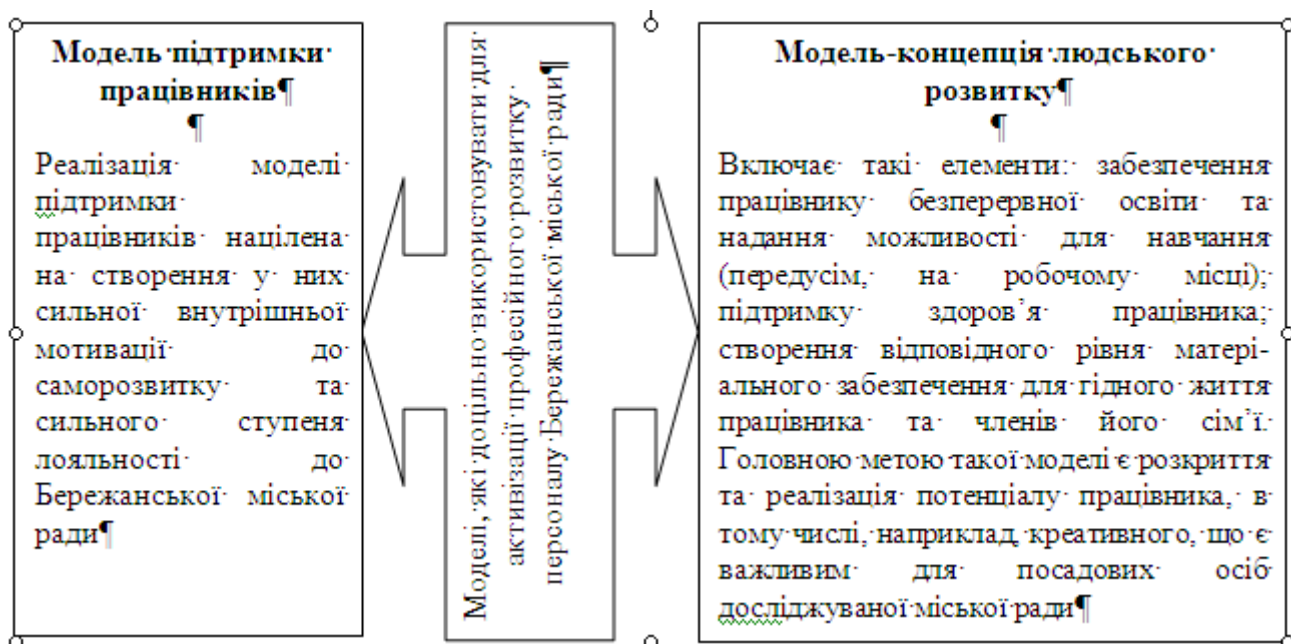 Модель підтримки
працівників¶
¶
Реалізація моделі
підтримки
працівників націлена
на створення у них
сильної внутрішньої
мотивації до
саморозвитку та
сильного ступеня
лояльності до
Бережанської міської
ради¶
Моделі, які доцільно використовувати для
активізації професійного розвитку
персоналу Бережанської міської ради¶
Модель-концепція людського
розвитку¶
¶
Включає такі елементи: забезпечення
працівнику безперервної освіти та
надання можливості для навчання
(передусім, на робочому місці);
підтримку здоров’я працівника;
створення відповідного рівня матері-
ального забезпечення для гідного життя
працівника та членів його сім’ї.
Головною метою такої моделі є розкриття
та реалізація потенціалу працівника, в
тому числі, наприклад, креативного, що є
важливим для посадових осіб
досліджуваної міської ради¶